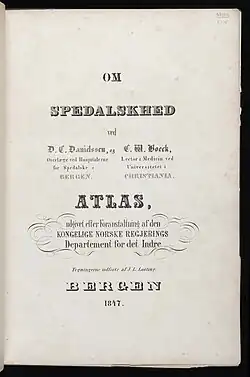 OM
SPEDALSKHED
ved
D. C. Danielssen, og C. W. Boeck,
Overlæge ved Hospitalerne Lector i Medicin ved
for Spedalske i Universitetet i
BERGEN. CHRISTIANIA.
ATLAS,
udgivet efter Foranstaltning af den
KONGELIGE NORSKE REGJERINGS
Departement for det Indre.
Tegningerne udførte af J. L. Losting.
BERGEN
1847.